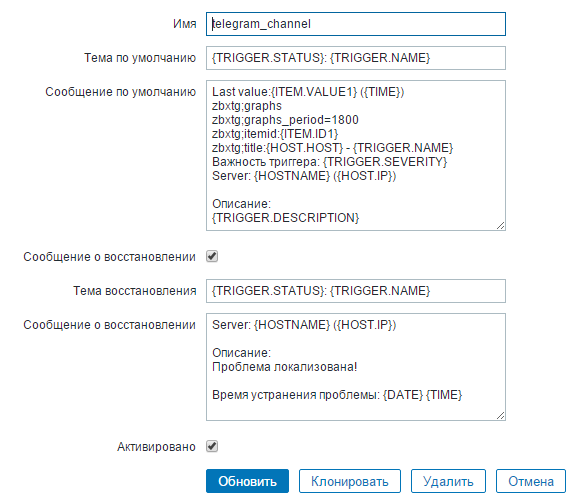 Имя telegram_channel
Тема по умолчанию {TRIGGER.STATUS}: {TRIGGER.NAME}
Сообщение по умолчанию Last value:{ITEM.VALUE1} ({TIME})
zbxtg;graphs
zbxtg;graphs_period=1800
zbxtg;itemid:{ITEM.ID1}
zbxtg;title:{HOST.HOST} - {TRIGGER.NAME}
Важность триггера: {TRIGGER.SEVERITY}
Server: {HOSTNAME} ({HOST.IP})
Описание:
{TRIGGER.DESCRIPTION}
Сообщение о восстановлении
Тема восстановления {TRIGGER.STATUS}: {TRIGGER.NAME}
Сообщение о восстановлении Server: {HOSTNAME} ({HOST.IP})
Описание:
Проблема локализована!
Время устранения проблемы: {DATE} {TIME}
Активировано
Обновить Клонировать Удалить Отмена